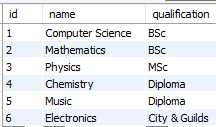 id name qualification
1 Computer Science BSc
2 Mathematics BSc
3 Physics MSc
4 Chemistry Diploma
5 Music Diploma
6 Electronics City & Guilds